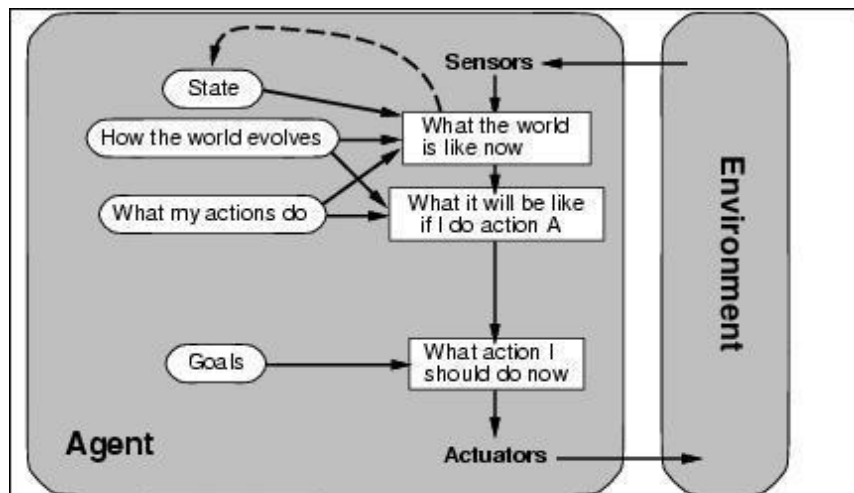 Sensors
State
What the world
is like now
How the world evolves
What it will be like
if I do action A
What my actions do
Goals
What action I
should do now
Agent
Actuators
Environment